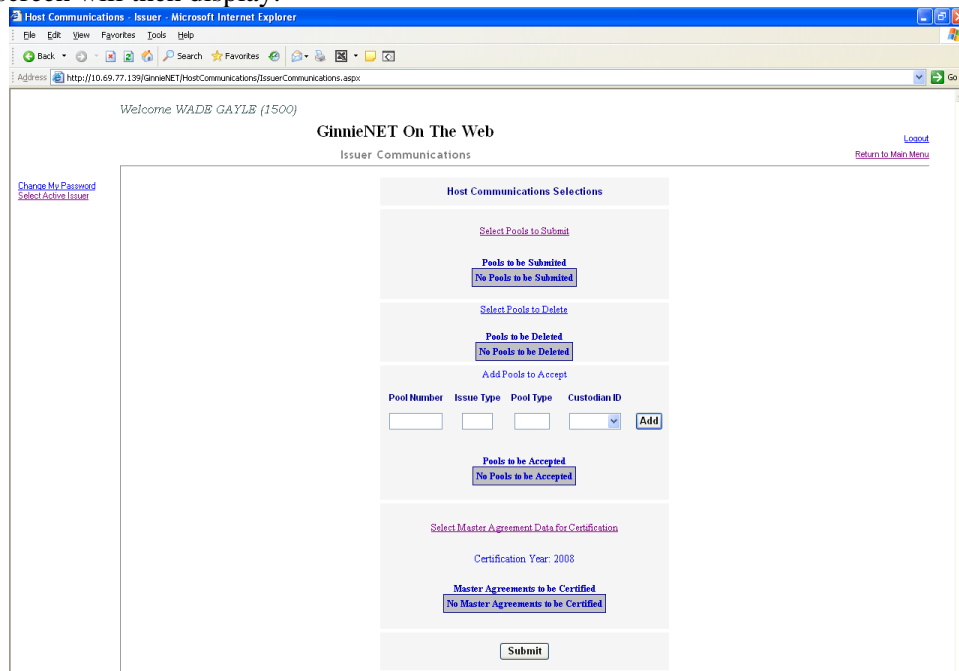 screen will then display.
Host Communications - Issuer - Microsoft Internet Explorer
File Edit View Favorites Tools Help
Back Search Favorites
Address http://10.69.77.139/GinnieNET/HostCommunications/IssuerCommunications.aspx Go
Welcome WADE GAYLE (1500)
GinnieNET On The Web
Logout
Issuer Communications
Return to Main Menu
Change My Password
Select Active Issuer
Host Communications Selections
Select Pools to Submit
Pools to be Submited
No Pools to be Submited
Select Pools to Delete
Pools to be Deleted
No Pools to be Deleted
Add Pools to Accept
Pool Number Issue Type Pool Type Custodian ID
Add
Pools to be Accepted
No Pools to be Accepted
Select Master Agreement Data for Certification
Certification Year: 2008
Master Agreements to be Certified
No Master Agreements to be Certified
Submit